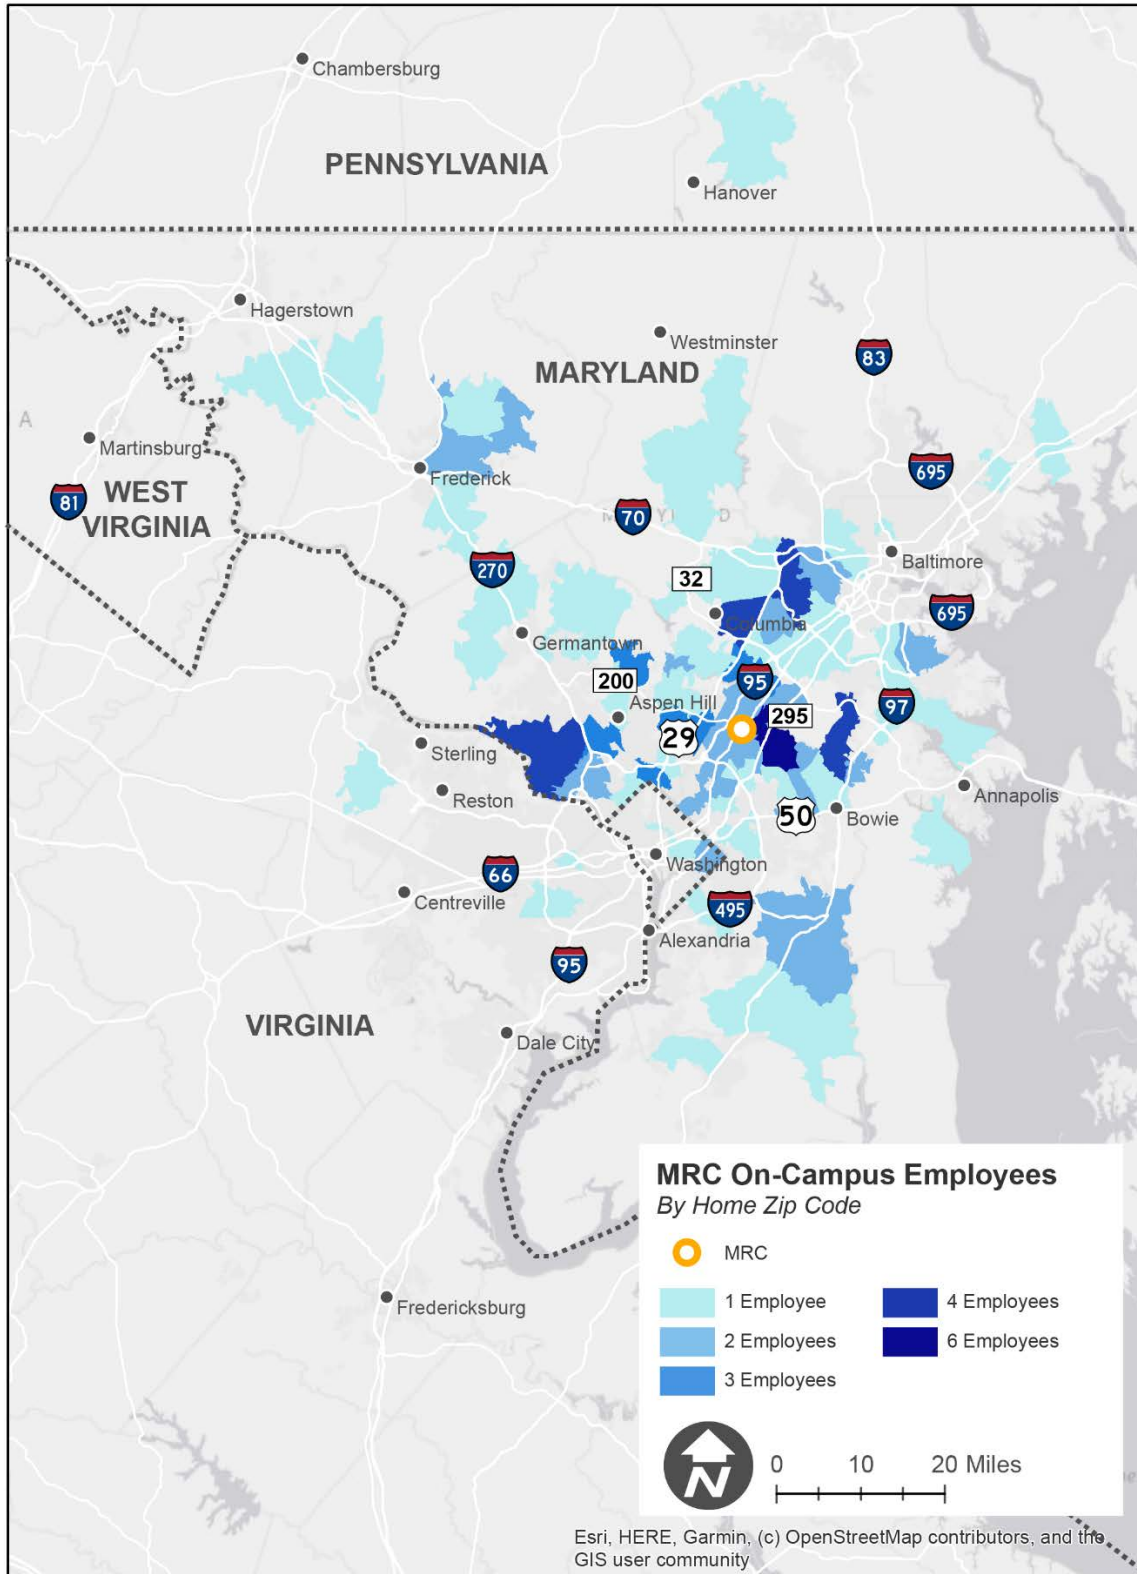 Chambersburg
PENNSYLVANIA
Hanover
Hagerstown
Westminster
83
MARYLAND
A
Martinsburg
Frederick
695
81
WEST
VIRGINIA
70
M Y D
Baltimore
270
32
695
Columbia
Germantown
200
95
Aspen Hill
295
97
29
Sterling
Reston
Annapolis
50
Bowie
Washington
66
Centreville
495
Alexandria
95
VIRGINIA
Dale City
MRC On-Campus Employees
By Home Zip Code
MRC
1 Employee
4 Employees
2 Employees
6 Employees
3 Employees
Fredericksburg
N
0 10 20 Miles
Esri, HERE, Garmin, (c) OpenStreetMap contributors, and the
GIS user community